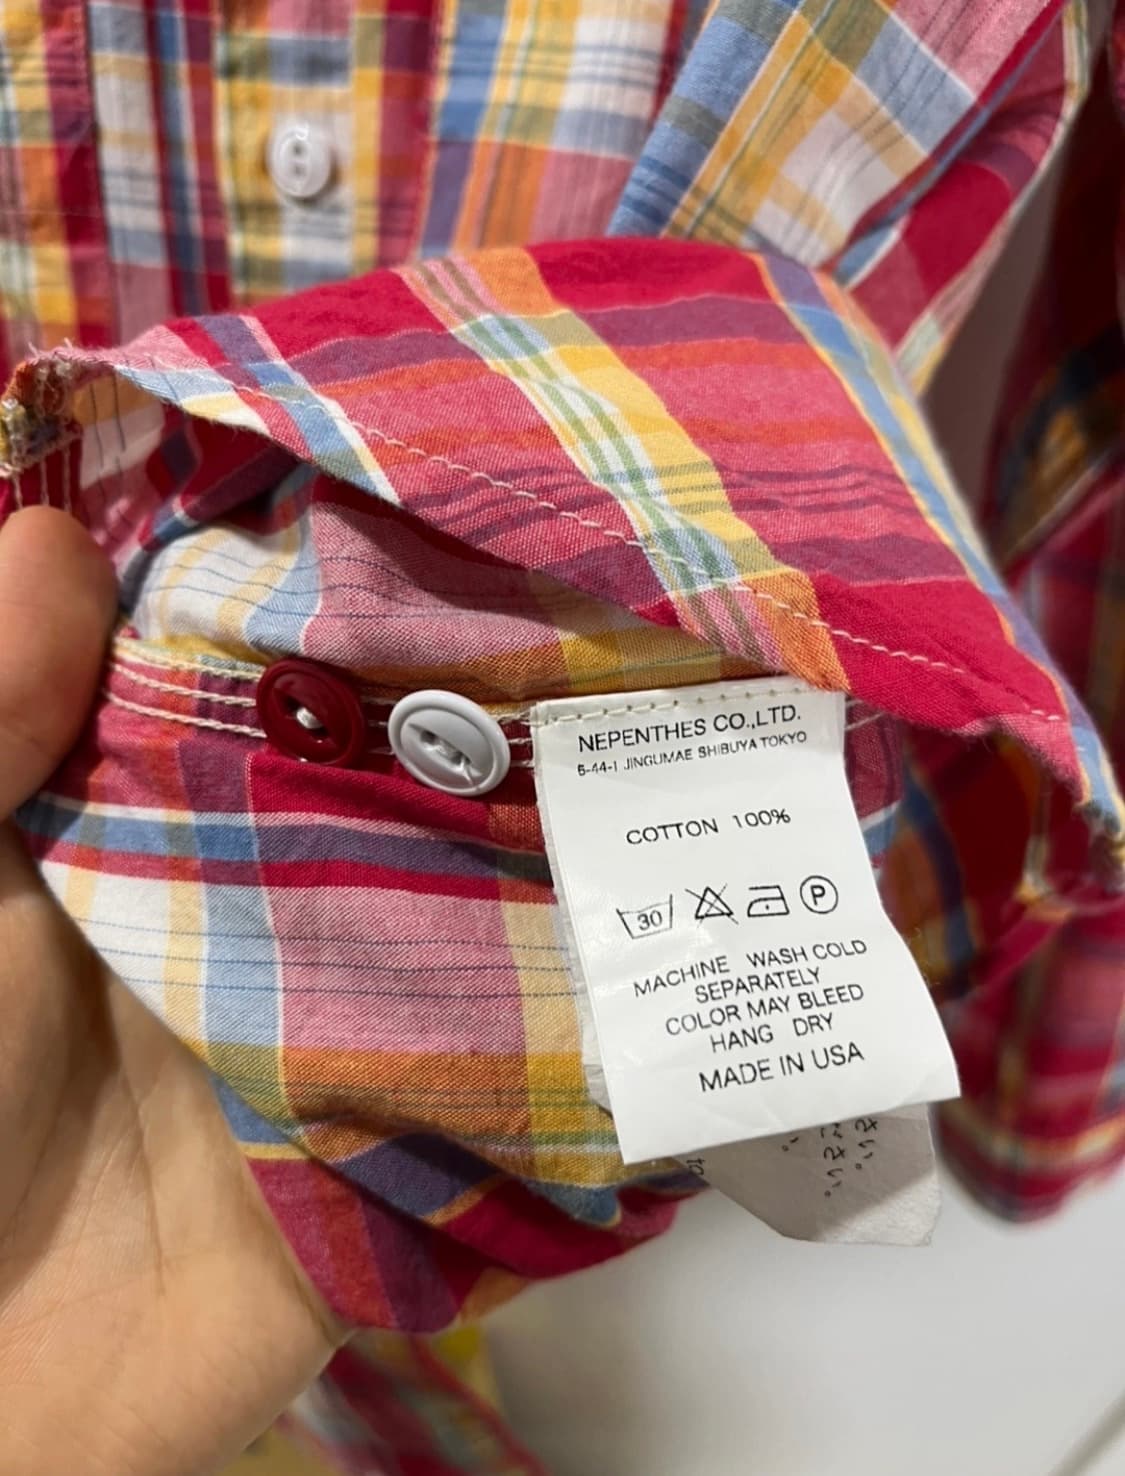 NEPENTHES CO.,LTD.
5-44-1 JINGUMAE SHIBUYA TOKYO
COTTON 100%
30
P
MACHINE WASH COLD
SEPARATELY
COLOR MAY BLEED
HANG DRY
MADE IN USA